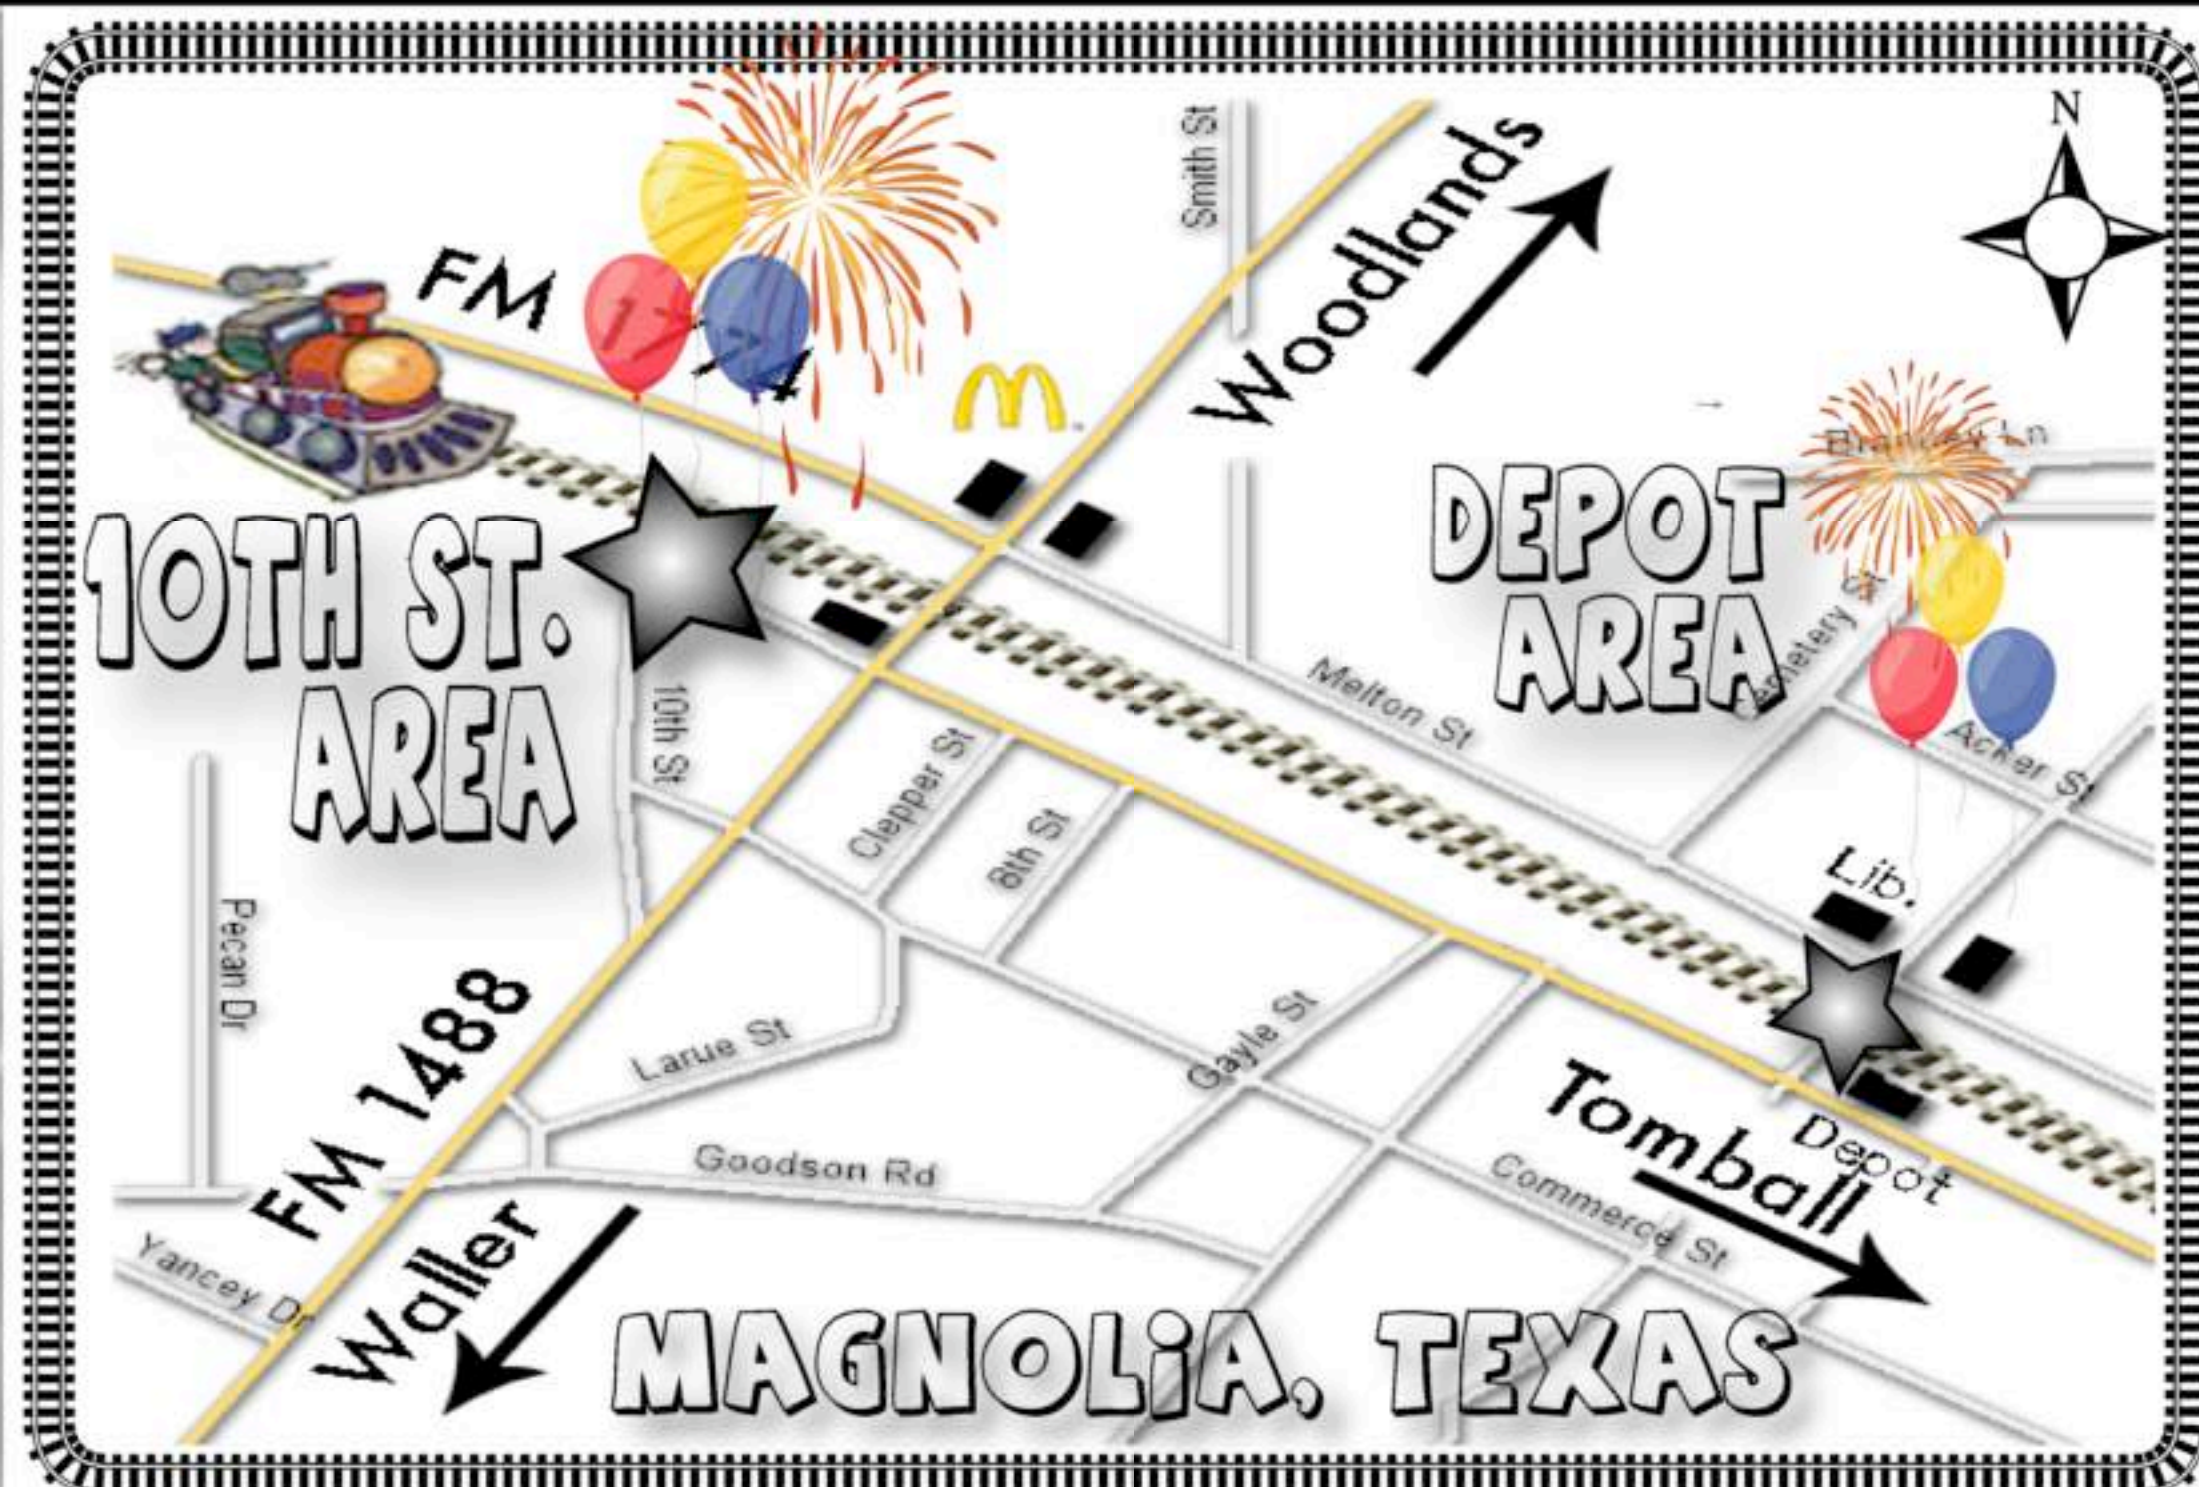 N
Smith St
Woodlands
FM
1774
10TH ST.
AREA
DEPOT
AREA
Cemetery St
Melton St
Acker St
10th St
Clepper St
8th St
Lib.
Pecan Dr
FM 1488
Larue St
Gayle St
Goodson Rd
Tomball
Depot
Commerce St
Yancey Dr
Waller
MAGNOLiA, TEXAS